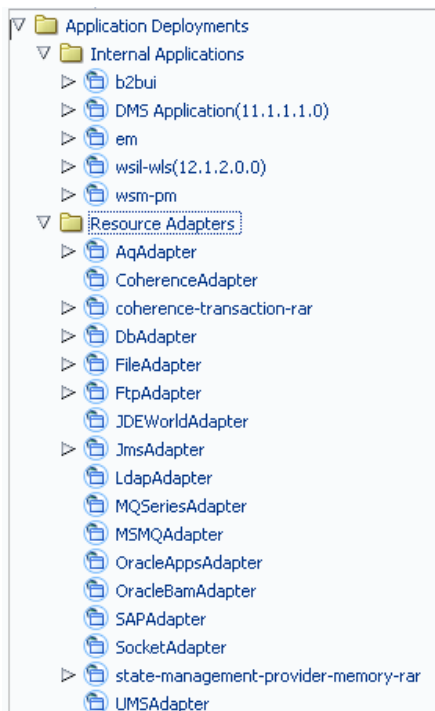 Application Deployments
Internal Applications
b2bui
DMS Application(11.1.1.1.0)
em
wsil-wls(12.1.2.0.0)
wsm-pm
Resource Adapters
AqAdapter
CoherenceAdapter
coherence-transaction-rar
DbAdapter
FileAdapter
FtpAdapter
JDEWorldAdapter
JmsAdapter
LdapAdapter
MQSeriesAdapter
MSMQAdapter
OracleAppsAdapter
OracleBamAdapter
SAPAdapter
SocketAdapter
state-management-provider-memory-rar
UMSAdapter